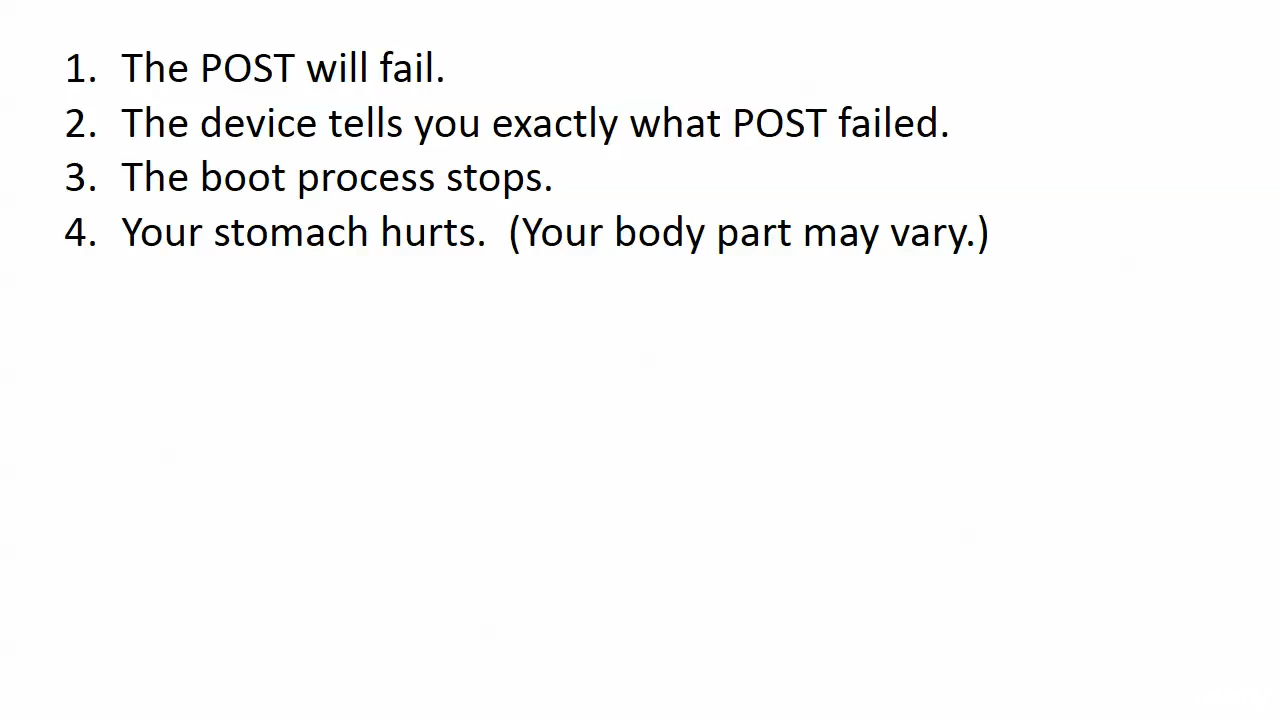 1. The POST will fail.
2. The device tells you exactly what POST failed.
3. The boot process stops.
4. Your stomach hurts.  (Your body part may vary.)